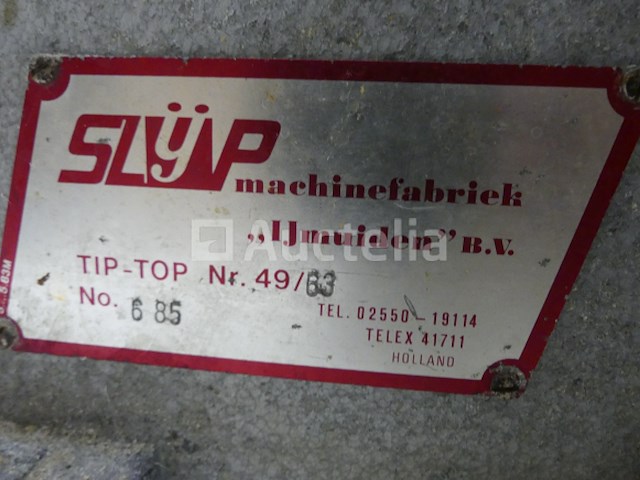 SLÿP
machinefabriek
„IJmuiden” B.V.
Auctelia
TIP-TOP Nr. 49/63
No. 6 85
TEL. 02550-19114
TELEX 41711
HOLLAND